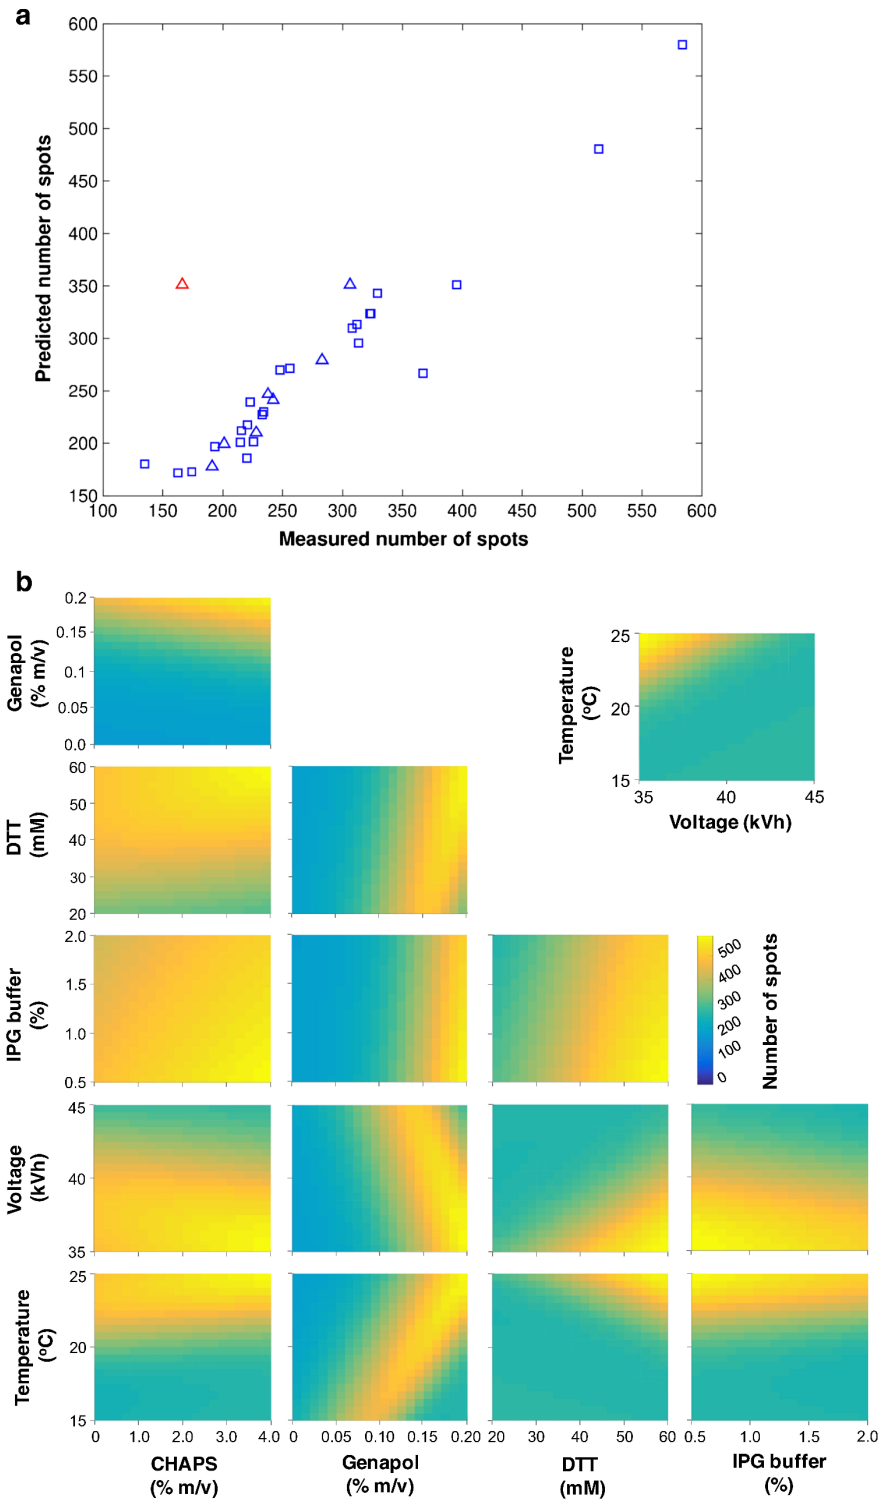 a
600
550
500
450
400
350
300
250
200
150
100 150 200 250 300 350 400 450 500 550 600
Predicted number of spots
Measured number of spots
b
0.2
0.15
0.1
0.05
0.0
Genapol
(% m/v)
25
20
15
Temperature
(°C)
35 40 45
Voltage (kVh)
60
50
40
30
20
DTT
(mM)
2.0
1.5
1.0
0.5
IPG buffer
(%)
500
400
300
200
100
0
Number of spots
45
40
35
Voltage
(kVh)
25
20
15
Temperature
(°C)
0 1.0 2.0 3.0 4.0
0 0.05 0.10 0.15 0.20
20 30 40 50 60
0.5 1.0 1.5 2.0
CHAPS
(% m/v)
Genapol
(% m/v)
DTT
(mM)
IPG buffer
(%)